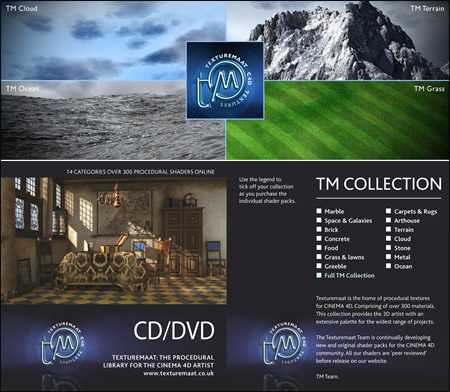 TM Cloud
TM Terrain
TEXTUREMAAT C4D TEXTURES
TM Ocean
TM Grass
14 CATEGORIES OVER 300 PROCEDURAL SHADERS ONLINE
CD/DVD
TEXTUREMAAT: THE PROCEDURAL
LIBRARY FOR THE CINEMA 4D ARTIST
www.texturemaat.co.uk
Use the legend to
tick off your collection
as you purchase the
individual shader packs.
TM COLLECTION
Marble
Space & Galaxies
Brick
Concrete
Food
Grass & lawns
Greeble
Full TM Collection
Carpets & Rugs
Arthouse
Terrain
Cloud
Stone
Metal
Ocean
Texturemaat is the home of procedural textures
for CINEMA 4D. Comprising of over 300 materials.
This collection provides the 3D artist with an
extensive palette for the widest range of projects.
The Texturemaat Team is continually developing
new and original shader packs for the CINEMA 4D
community. All our shaders are 'peer reviewed'
before release on our website.
TM Team.